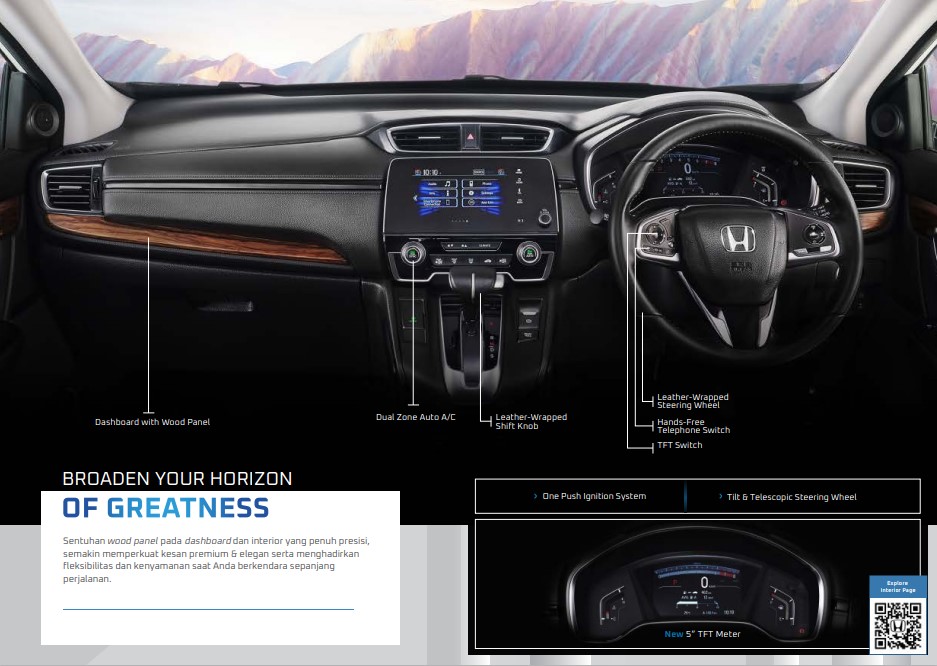 10:10
Dashboard with Wood Panel
Dual Zone Auto A/C
Leather-Wrapped
Shift Knob
Leather-Wrapped
Steering Wheel
Hands-Free
Telephone Switch
TFT Switch
BROADEN YOUR HORIZON
OF GREATNESS
Sentuhan wood panel pada dashboard dan interior yang penuh presisi,
semakin memperkuat kesan premium & elegan serta menghadirkan
fleksibilitas dan kenyamanan saat Anda berkendara sepanjang
perjalanan.
› One Push Ignition System
› Tilt & Telescopic Steering Wheel
0
New 5” TFT Meter
Explore
Interior Page